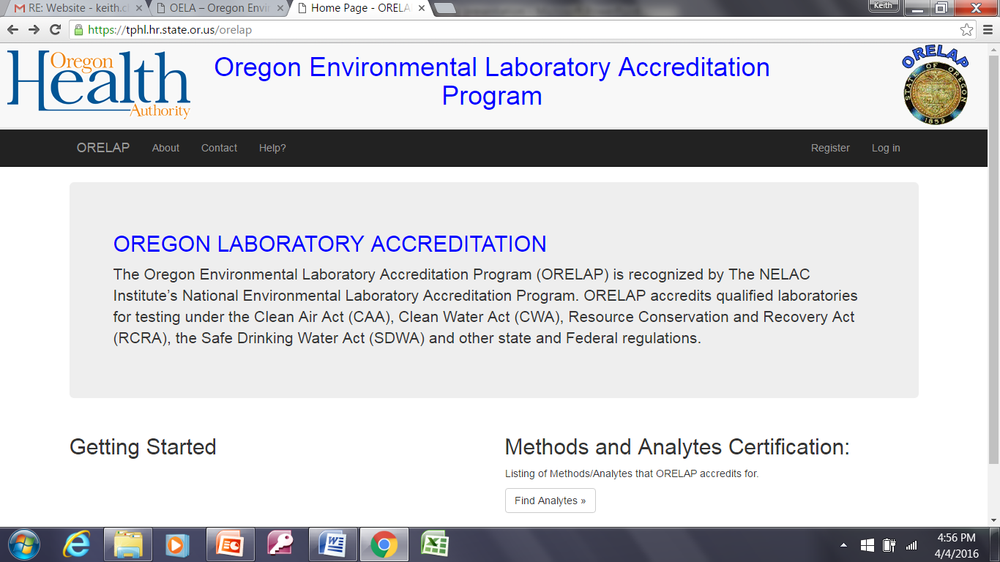 RE: Website - keith.c
OELA – Oregon Envi
Home Page - OREL
Keith
https://tphl.hr.state.or.us/orelap
Oregon
Health
Authority
Oregon Environmental Laboratory Accreditation
Program
ORELAP
STATE OF OREGON
1859
ORELAP About Contact Help? Register Log in
OREGON LABORATORY ACCREDITATION
The Oregon Environmental Laboratory Accreditation Program (ORELAP) is recognized by The NELAC
Institute’s National Environmental Laboratory Accreditation Program. ORELAP accredits qualified laboratories
for testing under the Clean Air Act (CAA), Clean Water Act (CWA), Resource Conservation and Recovery Act
(RCRA), the Safe Drinking Water Act (SDWA) and other state and Federal regulations.
Getting Started
Methods and Analytes Certification:
Listing of Methods/Analytes that ORELAP accredits for.
Find Analytes »
4:56 PM
4/4/2016